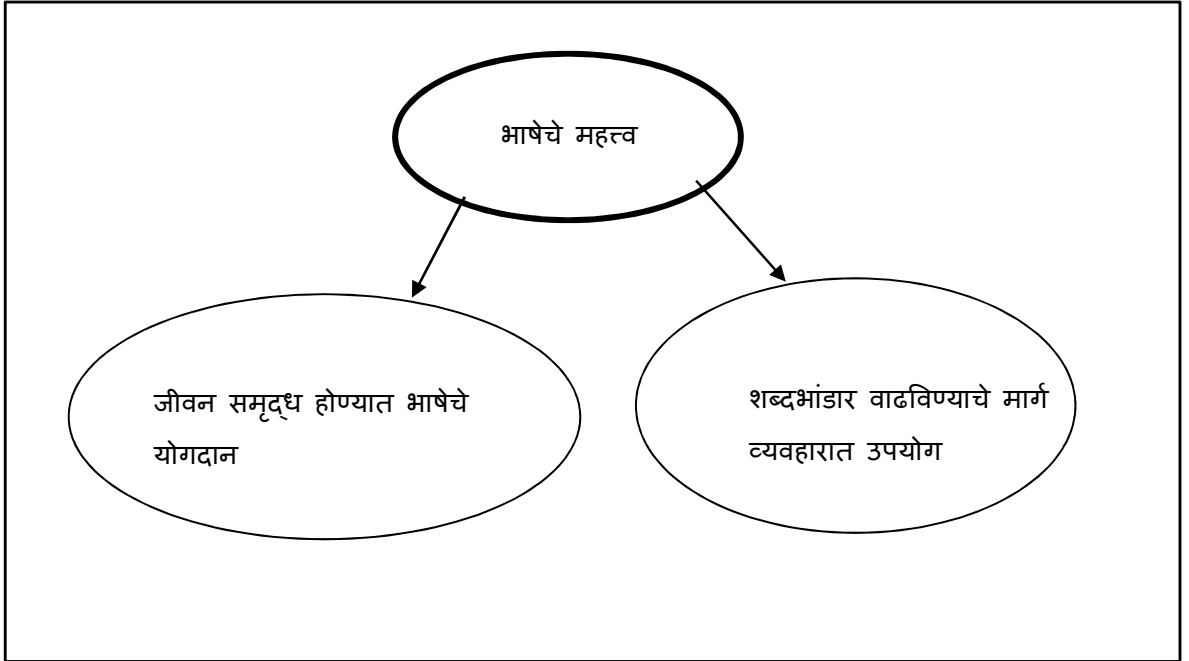 भाषेचे महत्त्व
जीवन समृद्ध होण्यात भाषेचे
योगदान
शब्दभांडार वाढविण्याचे मार्ग
व्यवहारात उपयोग